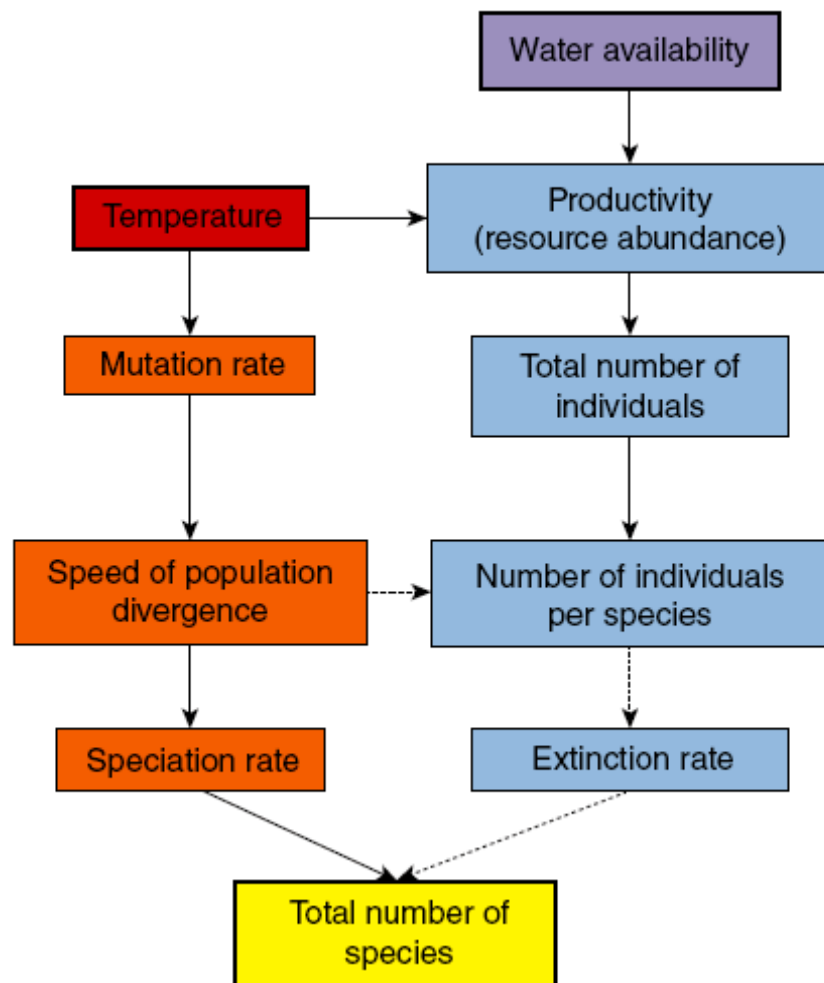 Water availability
Temperature
Productivity
(resource abundance)
Mutation rate
Total number of
individuals
Speed of population
divergence
Number of individuals
per species
Speciation rate
Extinction rate
Total number of
species